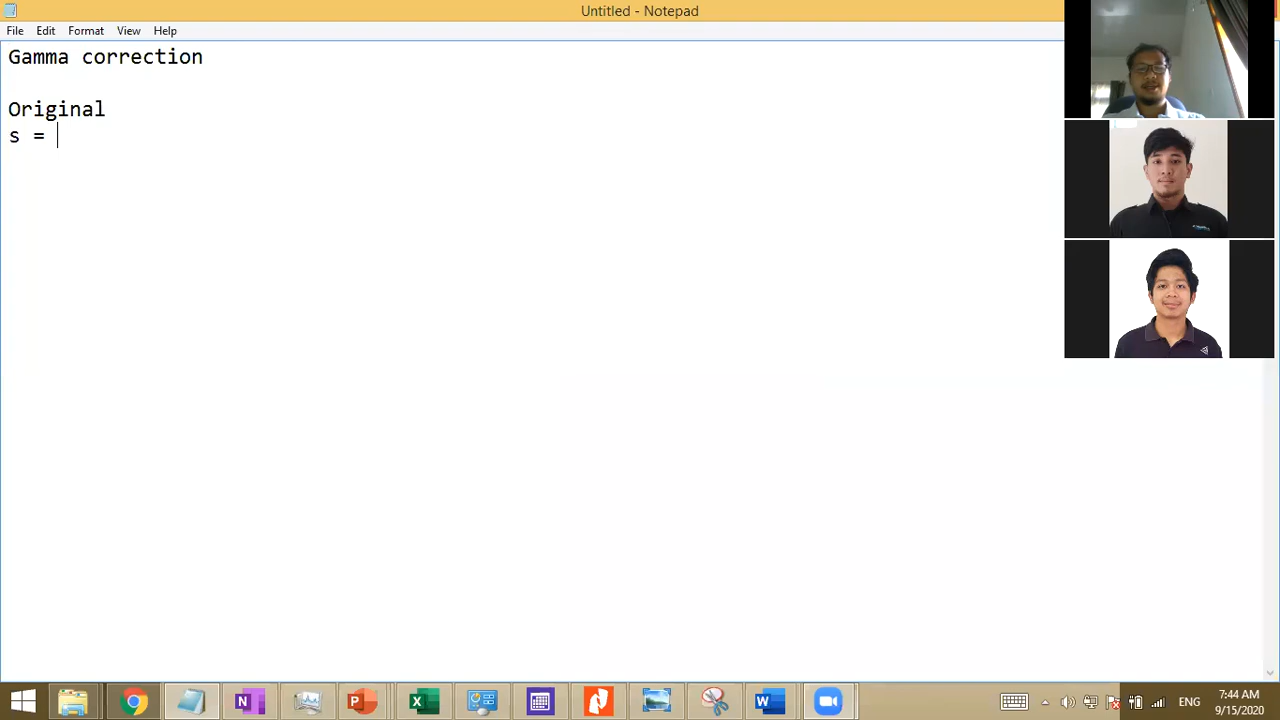 Untitled - Notepad
File Edit Format View Help
Gamma correction
Original
s =
ENG
7:44 AM
9/15/2020